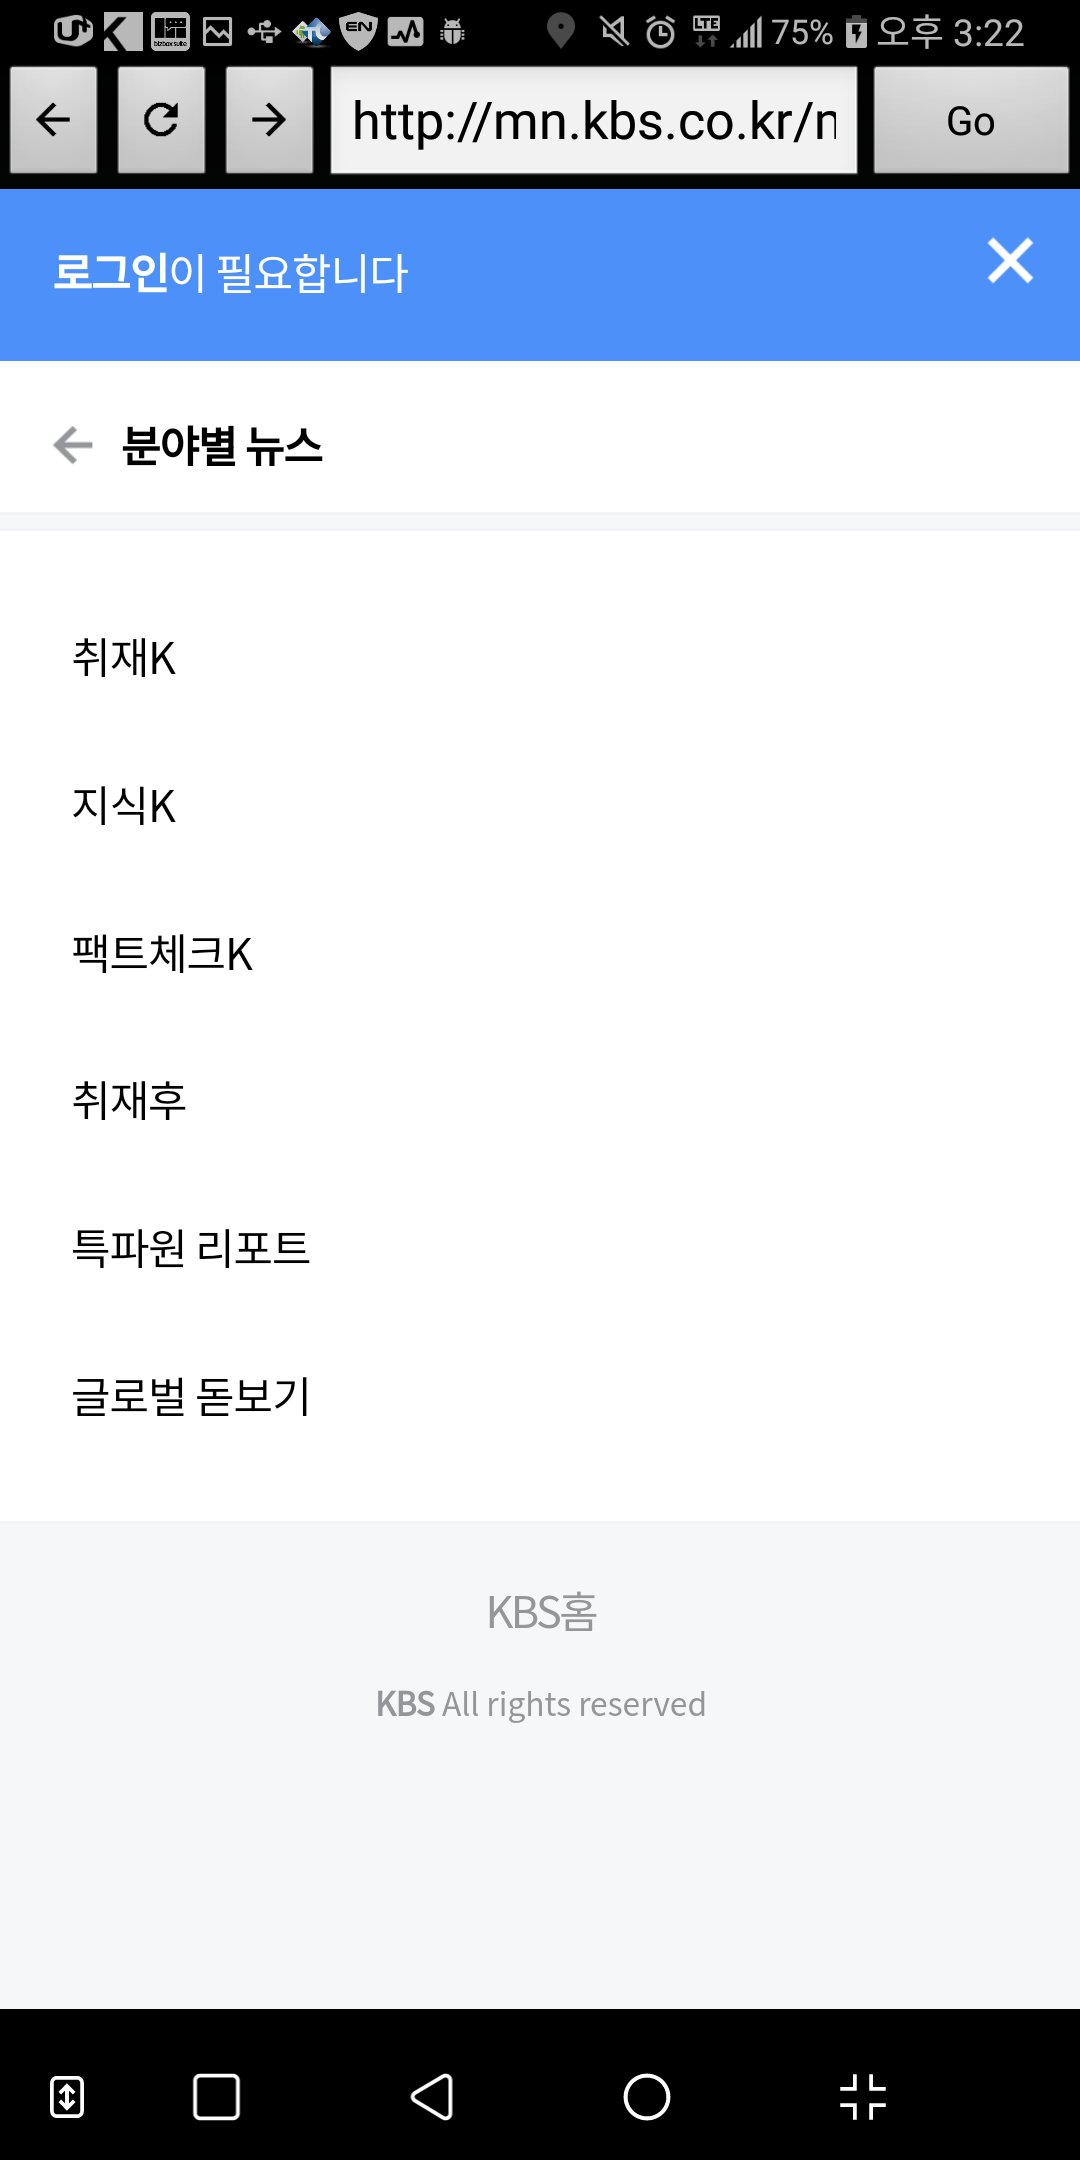 EN
LTE
75%
오후 3:22
http://mn.kbs.co.kr/n
Go
로그인이 필요합니다
분야별 뉴스
취재K
지식K
팩트체크K
취재후
특파원 리포트
글로벌 돋보기
KBS홈
KBS All rights reserved